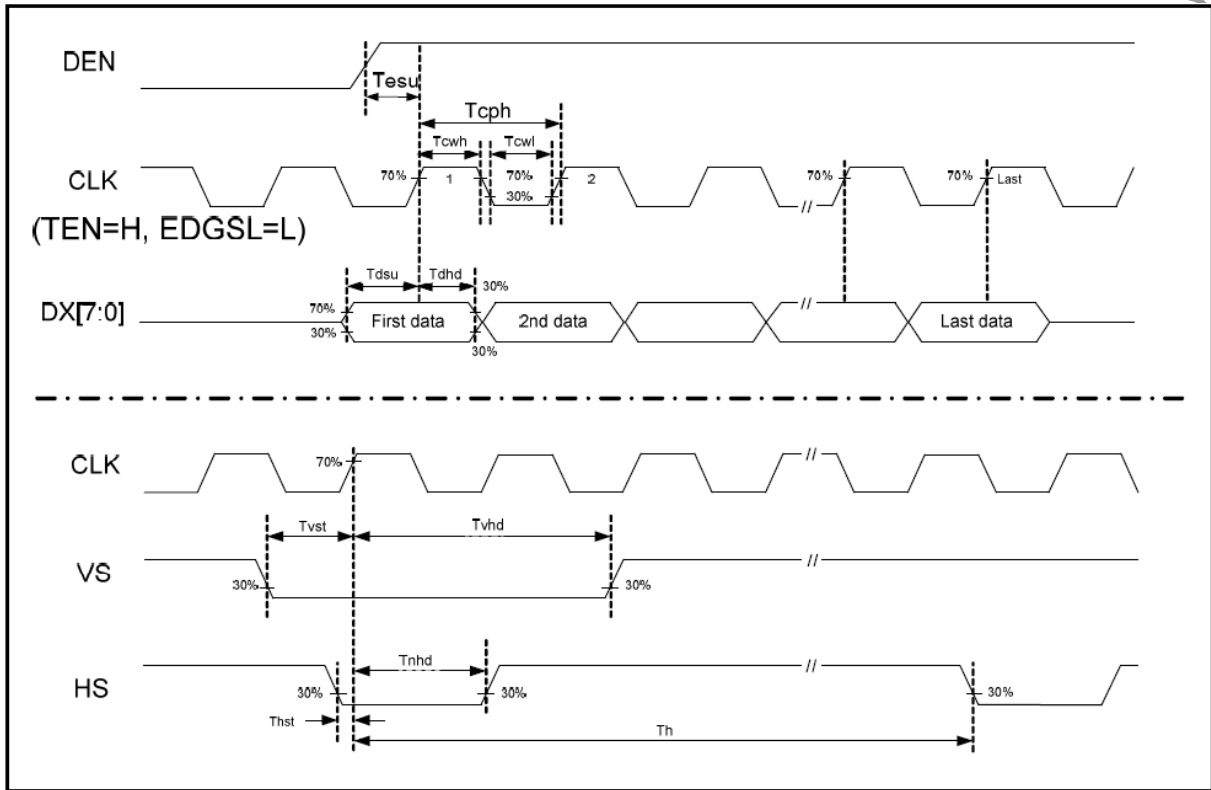 DEN
Tesu
Tcph
Tcwh Tcwl
CLK 70% 1 70% 2 70% 70% Last
30% //
(TEN=H, EDGSL=L)
Tdsu Tdhd 30%
DX[7:0] 70% First data 2nd data // Last data
30% 30%
CLK 70% //
Tvst Tvhd
VS 30% 30% //
Tnhd
HS 30% 30% // 30%
Thst
Th